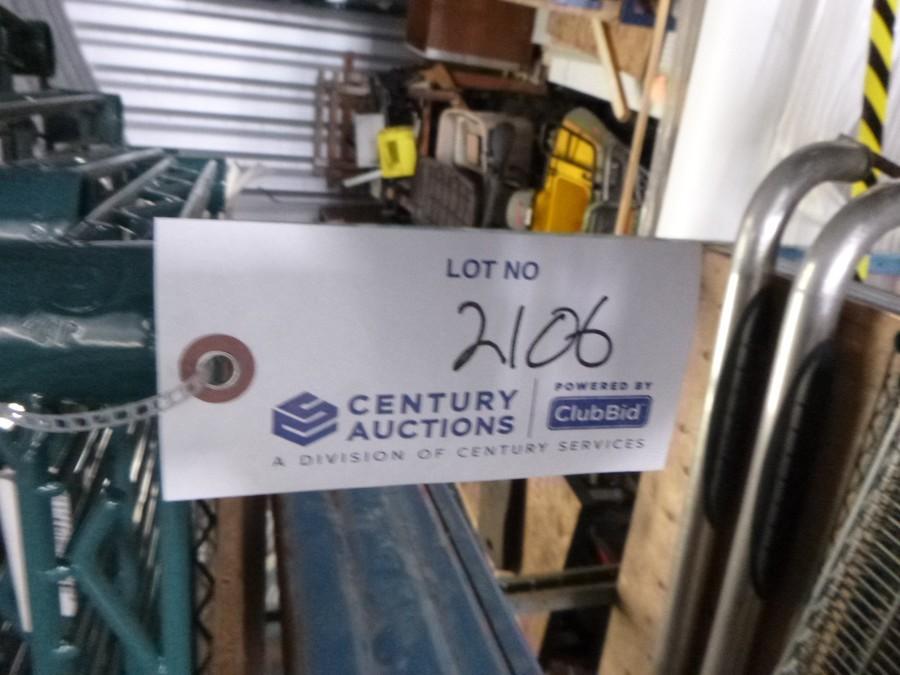 LOT NO
2106
CENTURY AUCTIONS
POWERED BY
ClubBid
A DIVISION OF CENTURY SERVICES